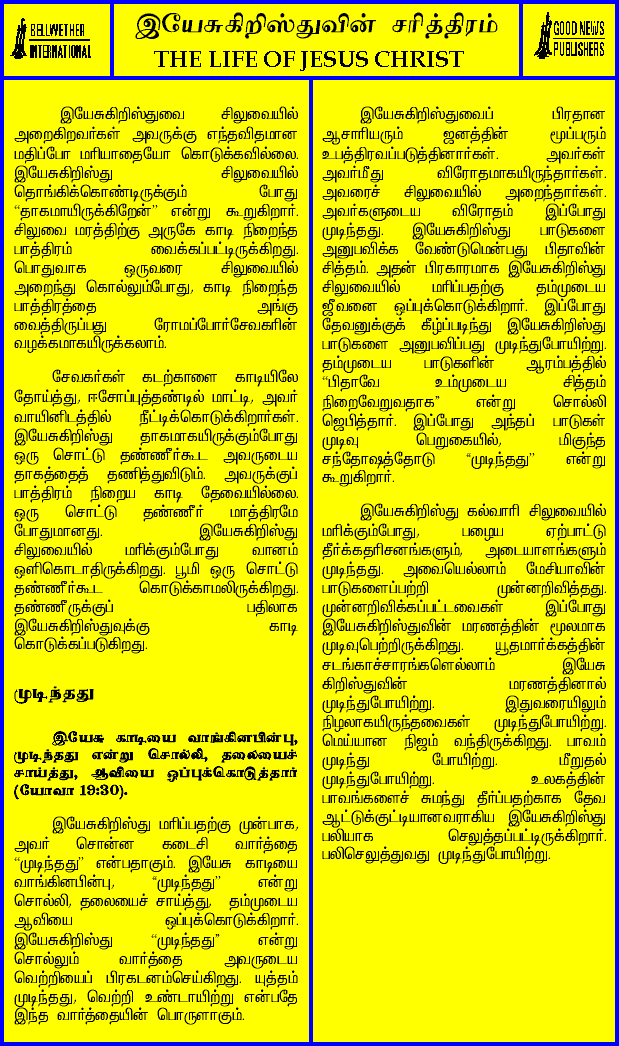 BELLWETHER
INTERNATIONAL
இயேசுகிறிஸ்துவின் சரித்திரம்
THE LIFE OF JESUS CHRIST
GOOD NEWS
PUBLISHERS
இயேசுகிறிஸ்துவை சிலுவையில்
அறைகிறவர்கள் அவருக்கு எந்தவிதமான
மதிப்போ மரியாதையோ கொடுக்கவில்லை.
இயேசுகிறிஸ்து சிலுவையில்
தொங்கிக்கொண்டிருக்கும் போது
“தாகமாயிருக்கிறேன்” என்று கூறுகிறார்.
சிலுவை மரத்திற்கு அருகே காடி நிறைந்த
பாத்திரம் வைக்கப்பட்டிருக்கிறது.
பொதுவாக ஒருவரை சிலுவையில்
அறைந்து கொல்லும்போது, காடி நிறைந்த
பாத்திரத்தை அங்கு
வைத்திருப்பது ரோமப்போர்சேவகரின்
வழக்கமாகயிருக்கலாம்.
சேவகர்கள் கடற்காளை காடியிலே
தோய்த்து, ஈசோப்புத்தண்டில் மாட்டி, அவர்
வாயினிடத்தில் நீட்டிக்கொடுக்கிறார்கள்.
இயேசுகிறிஸ்து தாகமாகயிருக்கும்போது
ஒரு சொட்டு தண்ணீர்கூட அவருடைய
தாகத்தைத் தணித்துவிடும். அவருக்குப்
பாத்திரம் நிறைய காடி தேவையில்லை.
ஒரு சொட்டு தண்ணீர் மாத்திரமே
போதுமானது. இயேசுகிறிஸ்து
சிலுவையில் மரிக்கும்போது வானம்
ஒளிகொடாதிருக்கிறது. பூமி ஒரு சொட்டு
தண்ணீர்கூட கொடுக்காமலிருக்கிறது.
தண்ணீருக்குப் பதிலாக
இயேசுகிறிஸ்துவுக்கு காடி
கொடுக்கப்படுகிறது.
முடிந்தது
இயேசு காடியை வாங்கினபின்பு,
முடிந்தது என்று சொல்லி, தலையைச்
சாய்த்து, ஆவியை ஒப்புக்கொடுத்தார்
(யோவா 19:30).
இயேசுகிறிஸ்து மரிப்பதற்கு முன்பாக,
அவர் சொன்ன கடைசி வார்த்தை
“முடிந்தது” என்பதாகும். இயேசு காடியை
வாங்கினபின்பு, “முடிந்தது” என்று
சொல்லி, தலையைச் சாய்த்து, தம்முடைய
ஆவியை ஒப்புக்கொடுக்கிறார்.
இயேசுகிறிஸ்து “முடிந்தது” என்று
சொல்லும் வார்த்தை அவருடைய
வெற்றியைப் பிரகடனம்செய்கிறது. யுத்தம்
முடிந்தது, வெற்றி உண்டாயிற்று என்பதே
இந்த வார்த்தையின் பொருளாகும்.
இயேசுகிறிஸ்துவைப் பிரதான
ஆசாரியரும் ஜனத்தின் மூப்பரும்
உபத்திரவப்படுத்தினார்கள். அவர்கள்
அவர்மீது விரோதமாகயிருந்தார்கள்.
அவரைச் சிலுவையில் அறைந்தார்கள்.
அவர்களுடைய விரோதம் இப்போது
முடிந்தது. இயேசுகிறிஸ்து பாடுகளை
அனுபவிக்க வேண்டுமென்பது பிதாவின்
சித்தம். அதன் பிரகாரமாக இயேசுகிறிஸ்து
சிலுவையில் மரிப்பதற்கு தம்முடைய
ஜீவனை ஒப்புக்கொடுக்கிறார். இப்போது
தேவனுக்குக் கீழ்ப்படிந்து இயேசுகிறிஸ்து
பாடுகளை அனுபவிப்பது முடிந்துபோயிற்று.
தம்முடைய பாடுகளின் ஆரம்பத்தில்
“பிதாவே உம்முடைய சித்தம்
நிறைவேறுவதாக” என்று சொல்லி
ஜெபித்தார். இப்போது அந்தப் பாடுகள்
முடிவு பெறுகையில், மிகுந்த
சந்தோஷத்தோடு “முடிந்தது” என்று
கூறுகிறார்.
இயேசுகிறிஸ்து கல்வாரி சிலுவையில்
மரிக்கும்போது, பழைய ஏற்பாட்டு
தீர்க்கதரிசனங்களும், அடையாளங்களும்
முடிந்தது. அவையெல்லாம் மேசியாவின்
பாடுகளைப்பற்றி முன்னறிவித்தது.
முன்னறிவிக்கப்பட்டவைகள் இப்போது
இயேசுகிறிஸ்துவின் மரணத்தின் மூலமாக
முடிவுபெற்றிருக்கிறது. யூதமார்க்கத்தின்
சடங்காச்சாரங்களெல்லாம் இயேசு
கிறிஸ்துவின் மரணத்தினால்
முடிந்துபோயிற்று. இதுவரையிலும்
நிழலாகயிருந்தவைகள் முடிந்துபோயிற்று.
மெய்யான நிஜம் வந்திருக்கிறது. பாவம்
முடிந்து போயிற்று. மீறுதல்
முடிந்துபோயிற்று. உலகத்தின்
பாவங்களைச் சுமந்து தீர்ப்பதற்காக தேவ
ஆட்டுக்குட்டியானவராகிய இயேசுகிறிஸ்து
பலியாக செலுத்தப்பட்டிருக்கிறார்.
பலிசெலுத்துவது முடிந்துபோயிற்று.